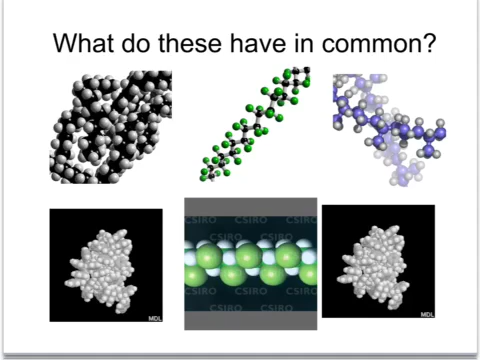 What do these have in common?
CSIRO CSIRO
CSIRO
CSIRO CSIRO
CSIRO
MDL
MDL